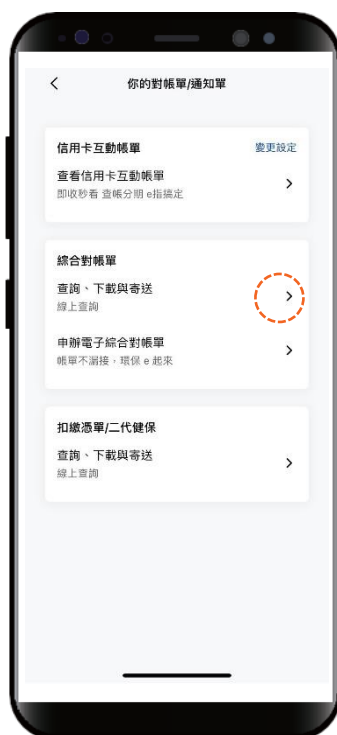 你的對帳單/通知單
信用卡互動帳單 變更設定
查看信用卡互動帳單
即收秒看 查帳分期 e指搞定
綜合對帳單
查詢、下載與寄送
線上查詢
申辦電子綜合對帳單
帳單不漏接，環保 e 起來
扣繳憑單/二代健保
查詢、下載與寄送
線上查詢